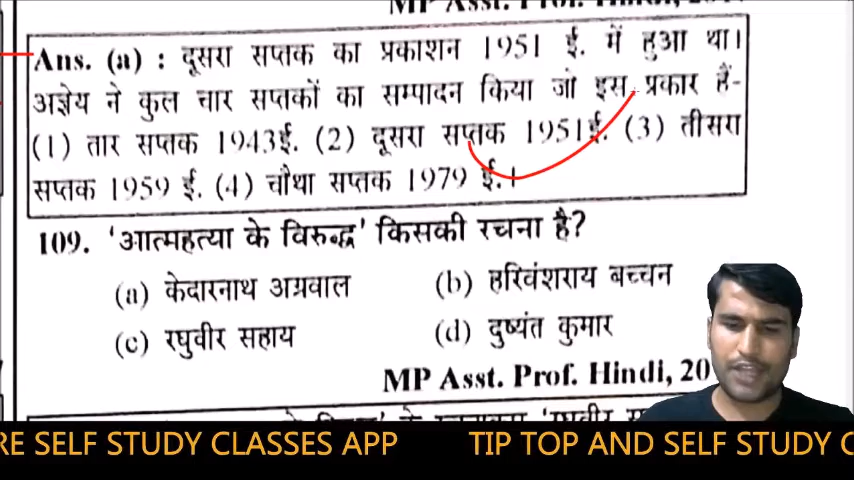 MP Asst. Prof. Hindi,
Ans. (a) : दूसरा सप्तक का प्रकाशन 1951 ई. में हुआ था।
अज्ञेय ने कुल चार सप्तकों का सम्पादन किया जो इस प्रकार हैं-
(1) तार सप्तक 1943ई. (2) दूसरा सप्तक 1951ई. (3) तीसरा
सप्तक 1959 ई. (4) चौथा सप्तक 1979 ई.।
109. 'आत्महत्या के विरुद्ध' किसकी रचना है?
(a) केदारनाथ अग्रवाल (b) हरिवंशराय बच्चन
(c) रघुवीर सहाय (d) दुष्यंत कुमार
MP Asst. Prof. Hindi, 20
के विरुद्ध' के रचनाकार 'रघुवीर
RE SELF STUDY CLASSES APP TIP TOP AND SELF STUDY C